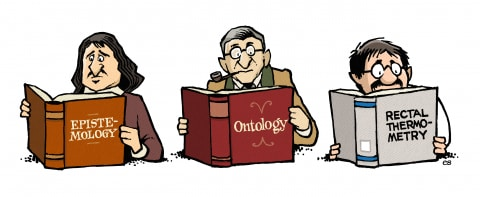 EPISTE-
MOLOGY
Ontology
RECTAL
THERMO-
METRY
CB